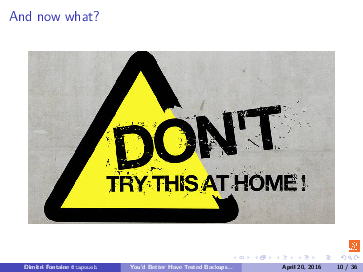 And now what?
DON'T
TRY THIS AT HOME!
Dimitri Fontaine @tapoueh
You'd Better Have Tested Backups...
April 20, 2016
10 / 36